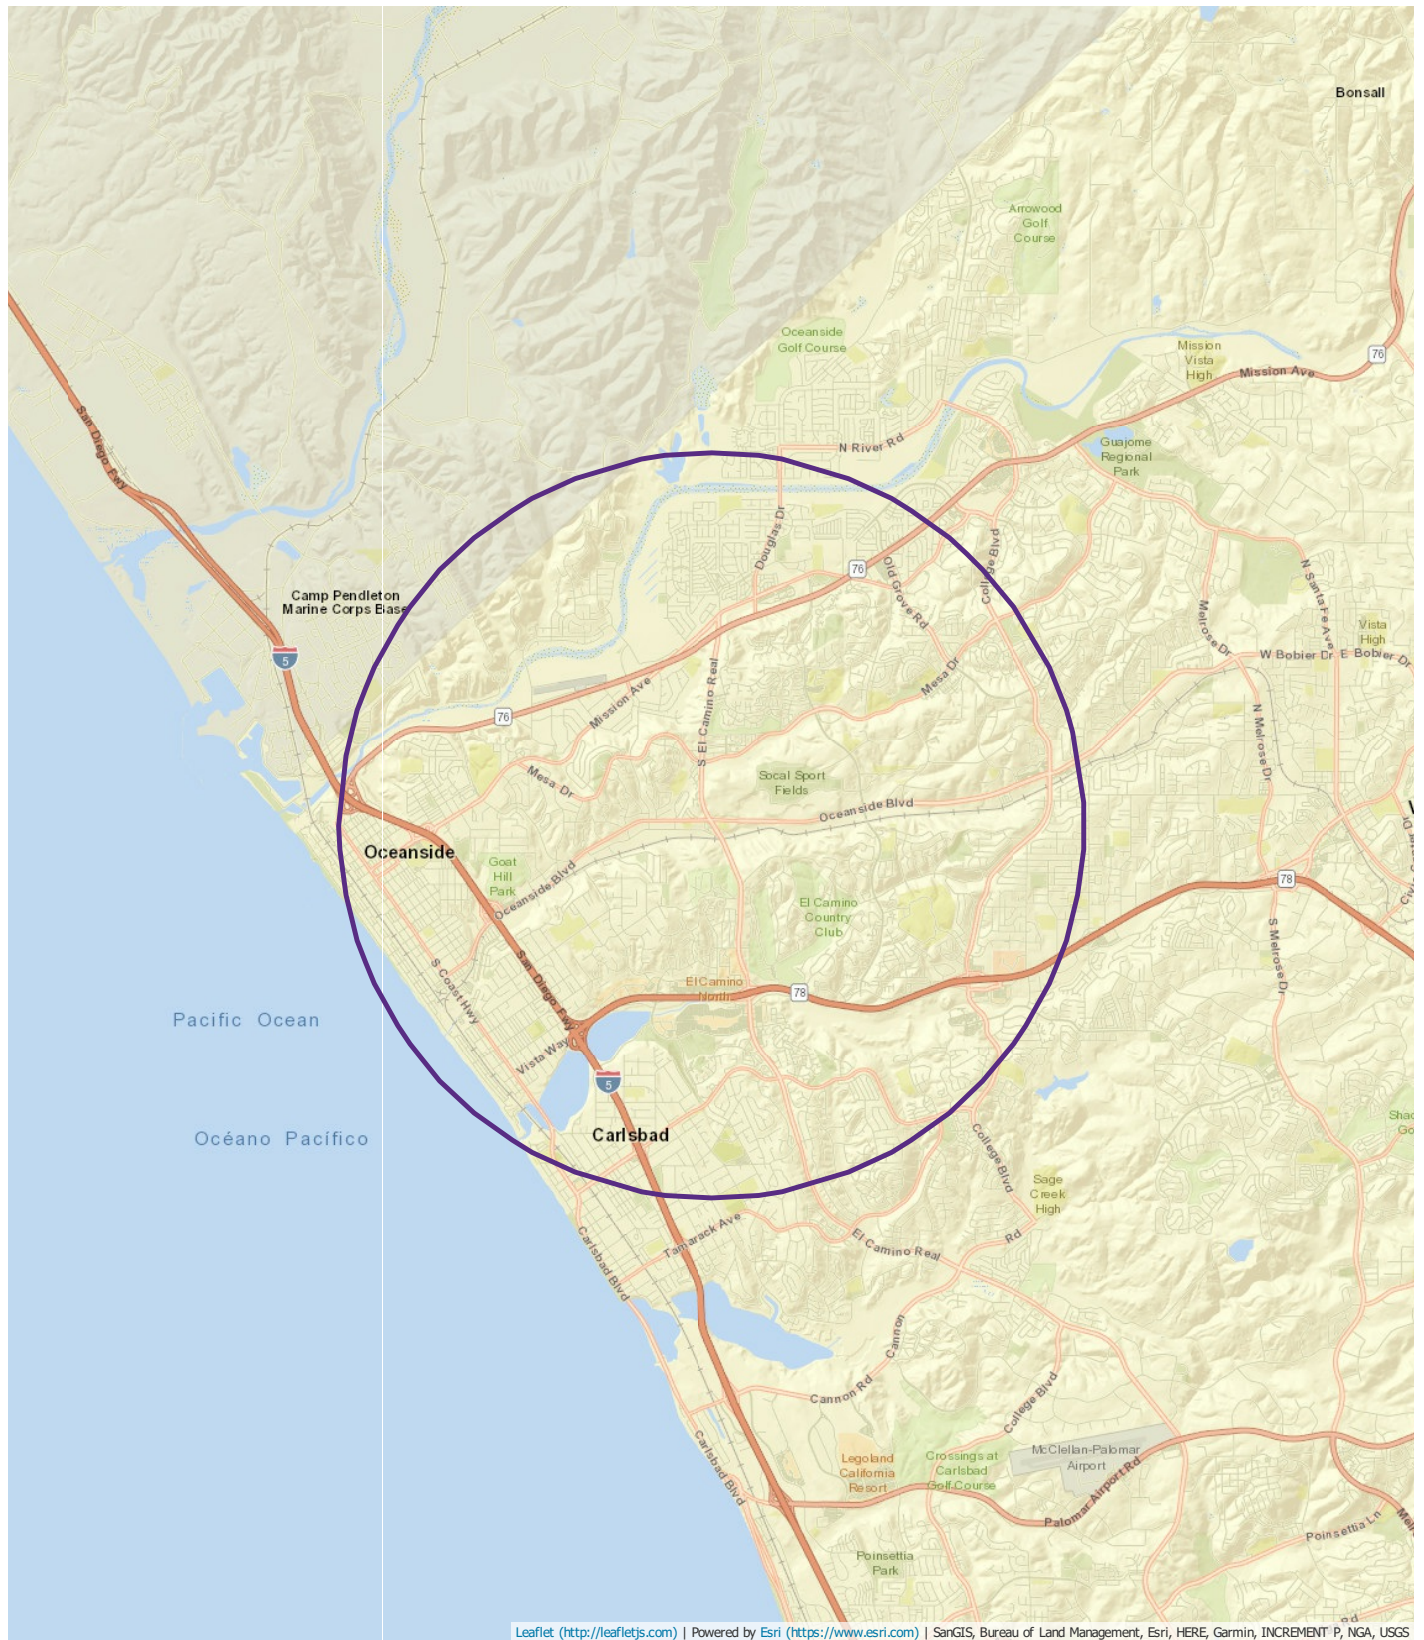 Bonsall
Arrowood
Golf
Course
Oceanside
Golf Course
Mission
Vista
High
Mission Ave
76
San Diego Fwy
N River Rd
Guajome
Regional
Park
Douglas Dr
76
Old Grove Rd
College Blvd
N Santa Fe Ave
Camp Pendleton
Marine Corps Base
Melrose Dr
Vista
High
5
W Bobier Dr
E Bobier Dr
Mesa Dr
S El Camino Real
Mission Ave
76
N Melrose Dr
Mesa Dr
Socal Sport
Fields
Oceanside Blvd
Oceanside
Goat
Hill
Park
Oceanside Blvd
El Camino
Country
Club
78
S Melrose Dr
San Diego Fwy
S Coast Hwy
El Camino
North
78
Pacific Ocean
Vista Way
5
Océano Pacífico
Carlsbad
College Blvd
Sage
Creek
High
Tamarack Ave
El Camino Real
Rd
Carlsbad Blvd
Cannon
Cannon Rd
College Blvd
Carlsbad Blvd
Legoland
California
Resort
Crossings at
Carlsbad
Golf Course
McClellan-Palomar
Airport
Palomar Airport Rd
Poinsettia Ln
Poinsettia
Park
Rd
Leaflet (http://leafletjs.com) | Powered by Esri (https://www.esri.com) | SanGIS, Bureau of Land Management, Esri, HERE, Garmin, INCREMENT P, NGA, USGS